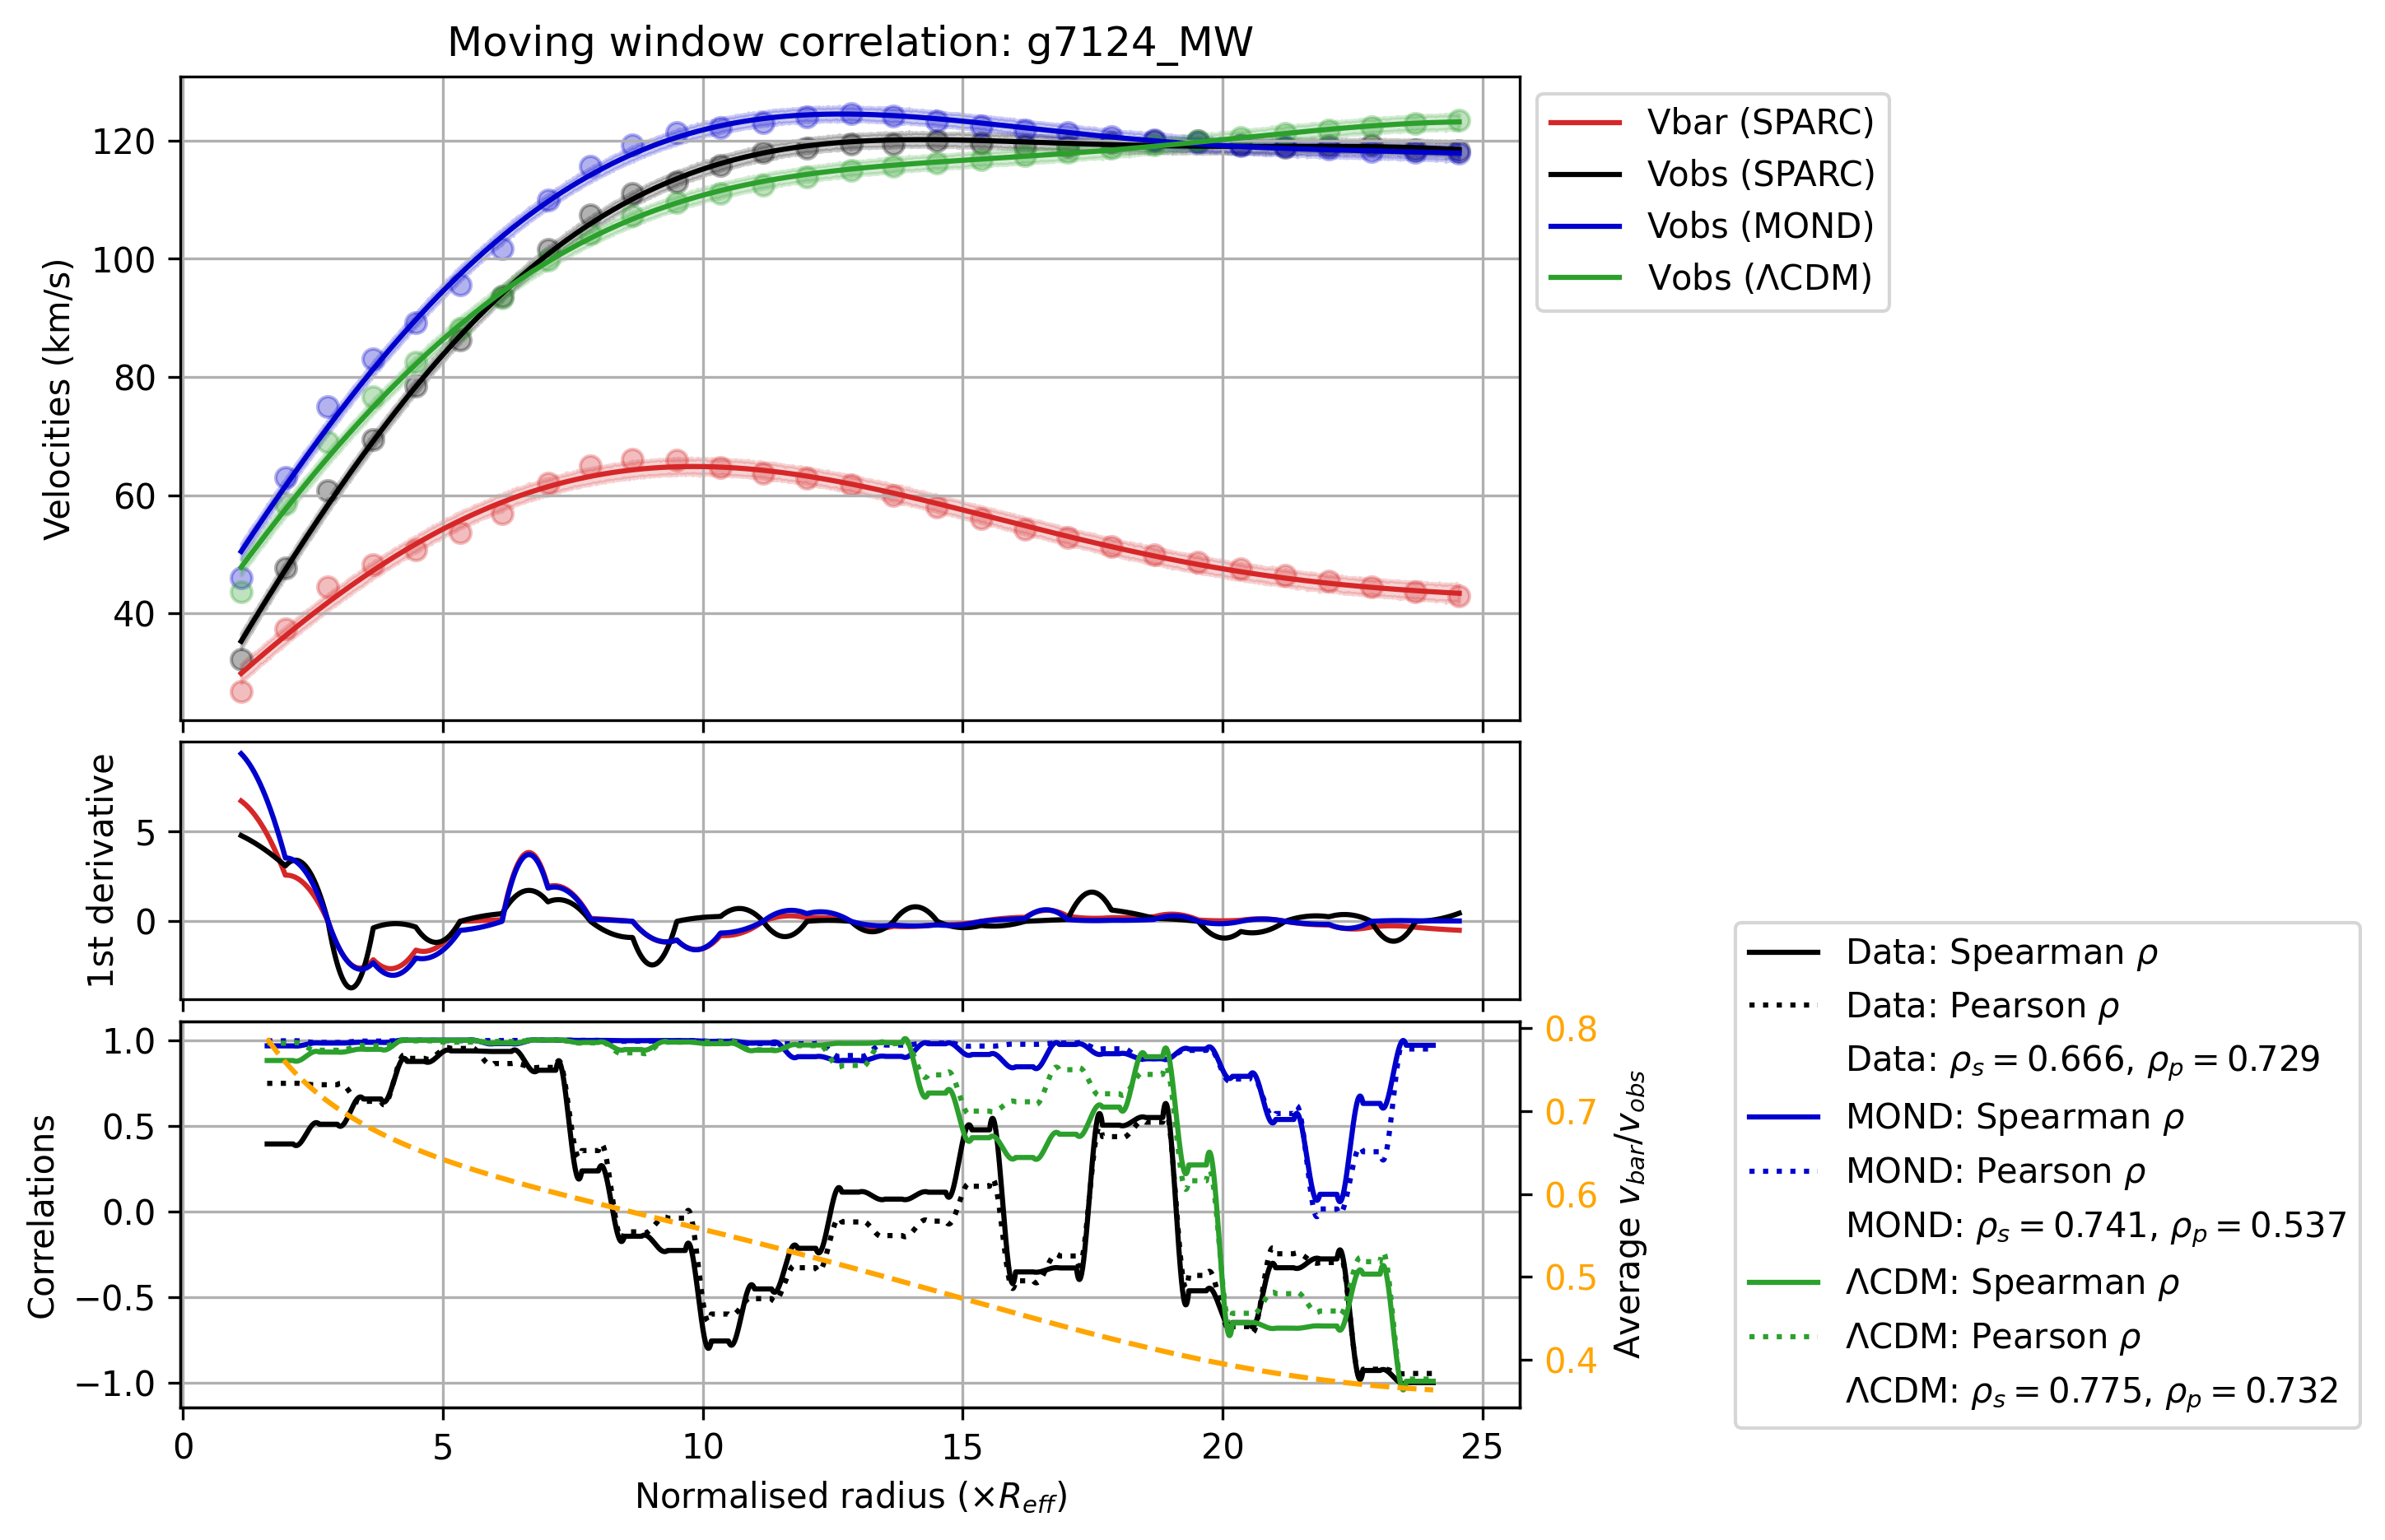 Moving window correlation: g7124_MW
120
100
80
60
40
Velocities (km/s)
Vbar (SPARC)
Vobs (SPARC)
Vobs (MOND)
Vobs (ΛCDM)
5
0
1st derivative
1.0
0.5
0.0
−0.5
−1.0
Correlations
0.8
0.7
0.6
0.5
0.4
Average v_bar/v_obs
0 5 10 15 20 25
Normalised radius (×R_eff)
Data: Spearman ρ
Data: Pearson ρ
Data: ρ_s = 0.666, ρ_p = 0.729
MOND: Spearman ρ
MOND: Pearson ρ
MOND: ρ_s = 0.741, ρ_p = 0.537
ΛCDM: Spearman ρ
ΛCDM: Pearson ρ
ΛCDM: ρ_s = 0.775, ρ_p = 0.732